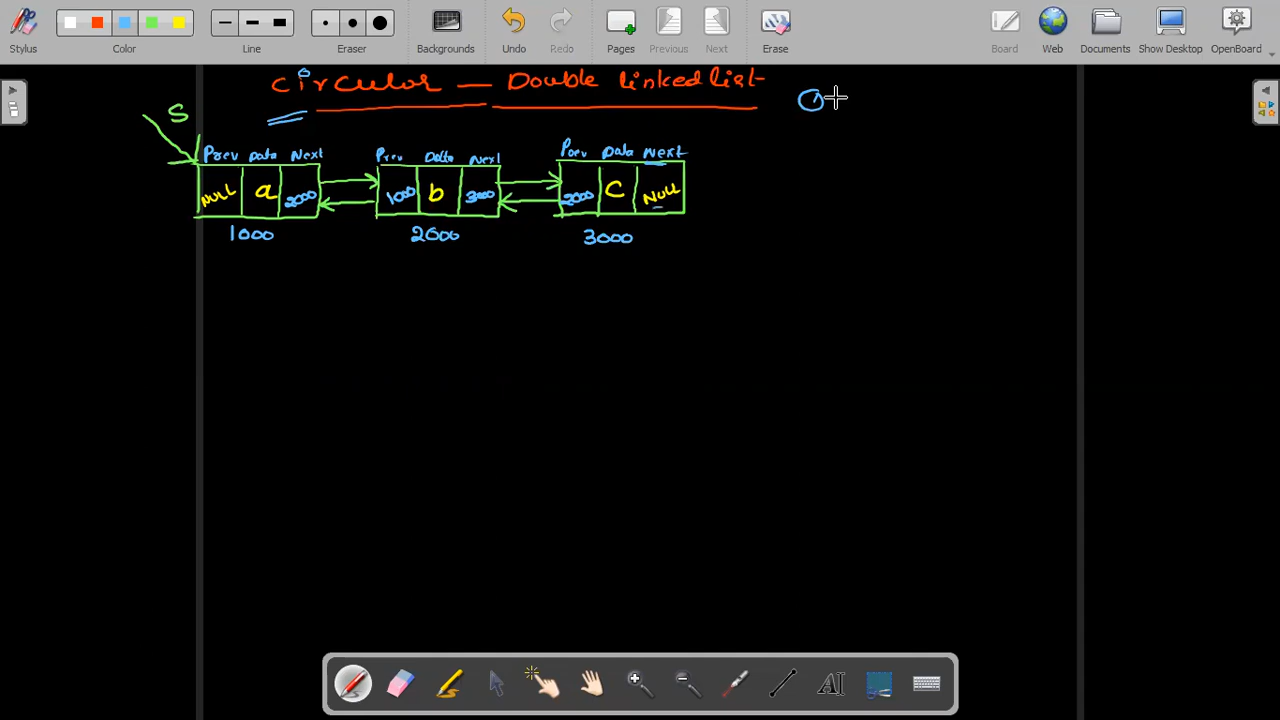 Stylus Color Line Eraser Backgrounds Undo Redo Pages Previous Next Erase Board Web Documents Show Desktop OpenBoard
circular — Double linked list
S
Prev Data Next Prev Data Next Prev Data Next
NULL a 2000 1000 b 3000 2000 C NULL
1000 2000 3000